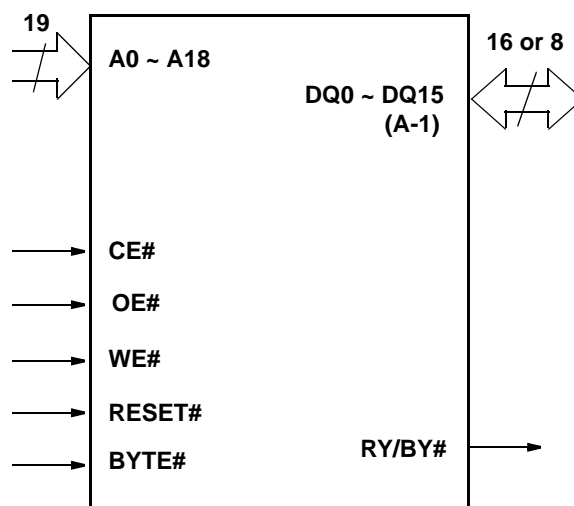 19
16 or 8
A0 ~ A18
DQ0 ~ DQ15
(A-1)
CE#
OE#
WE#
RESET#
RY/BY#
BYTE#